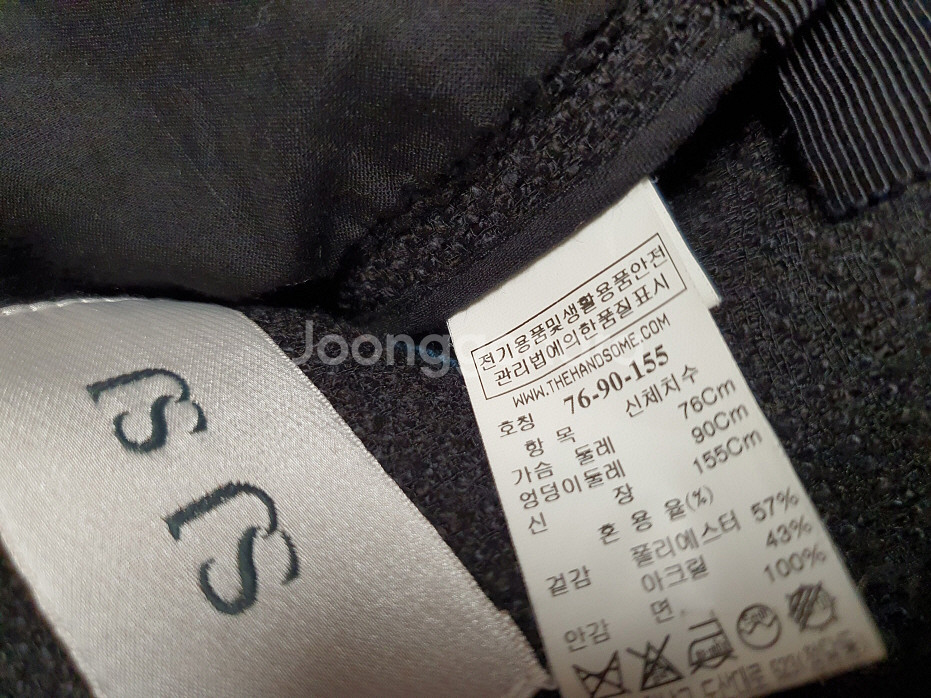 Joongo
JS
JS
전기용품및생활용품안전
관리법에의한품질표시
WWW.THEHANDSOME.COM
호칭 76-90-155
항 목 신체치수
가슴 둘레 76Cm
엉덩이둘레 90Cm
신 장 155Cm
혼 용 율(%)
겉감 폴리에스터 57%
아크릴 43%
안감 면. 100%